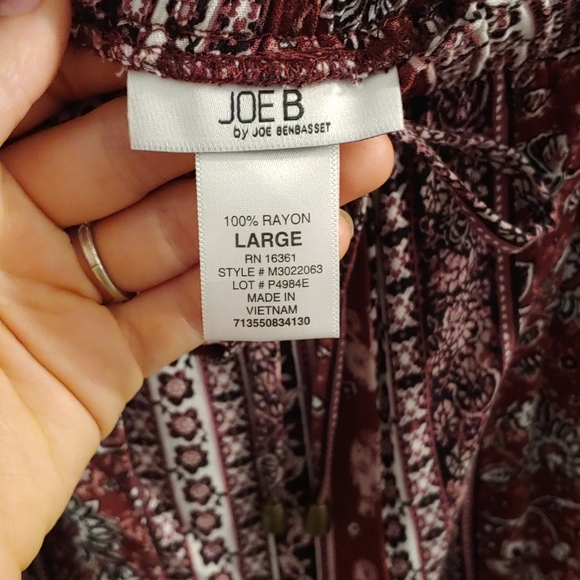 JOE B
by JOE BENBASSET
100% RAYON
LARGE
RN 16361
STYLE # M3022063
LOT # P4984E
MADE IN
VIETNAM
713550834130